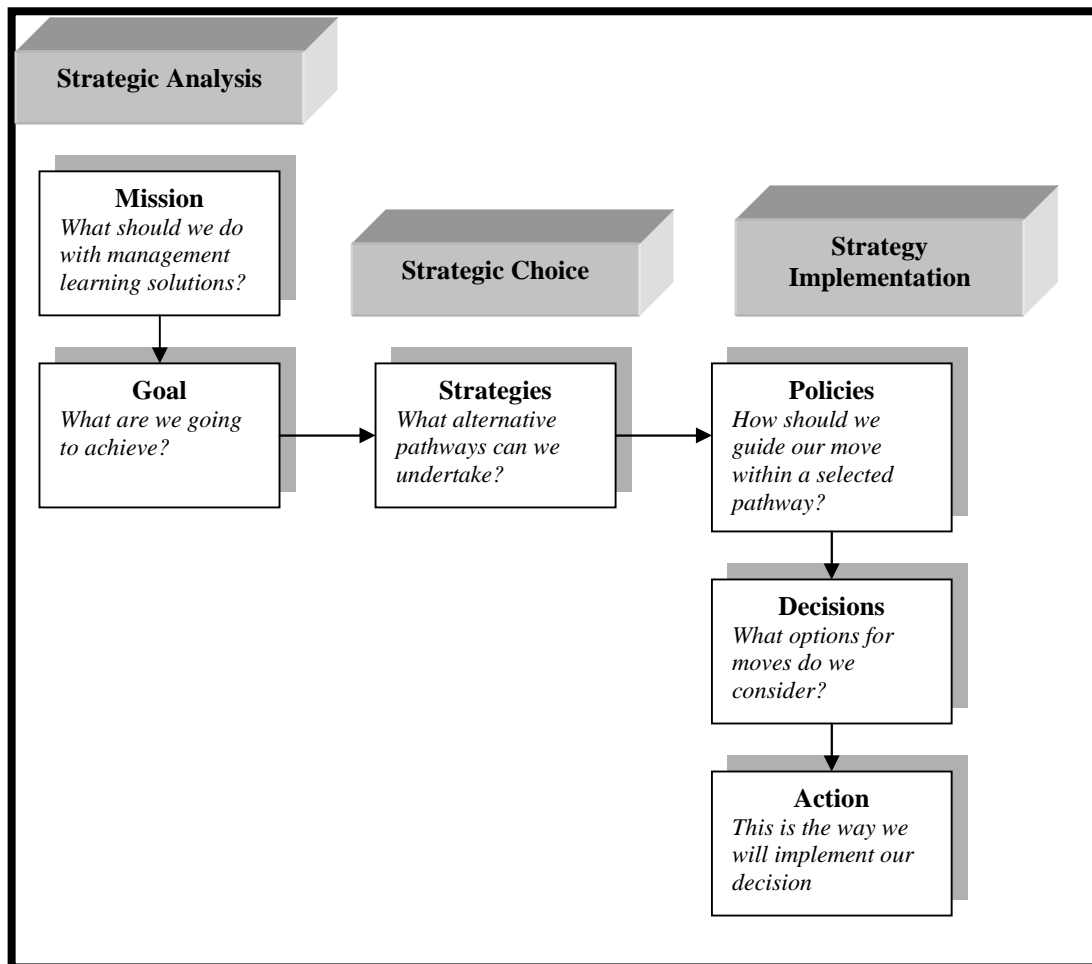 Strategic Analysis
Mission
What should we do
with management
learning solutions?
Goal
What are we going
to achieve?
Strategic Choice
Strategies
What alternative
pathways can we
undertake?
Strategy
Implementation
Policies
How should we
guide our move
within a selected
pathway?
Decisions
What options for
moves do we
consider?
Action
This is the way we
will implement our
decision